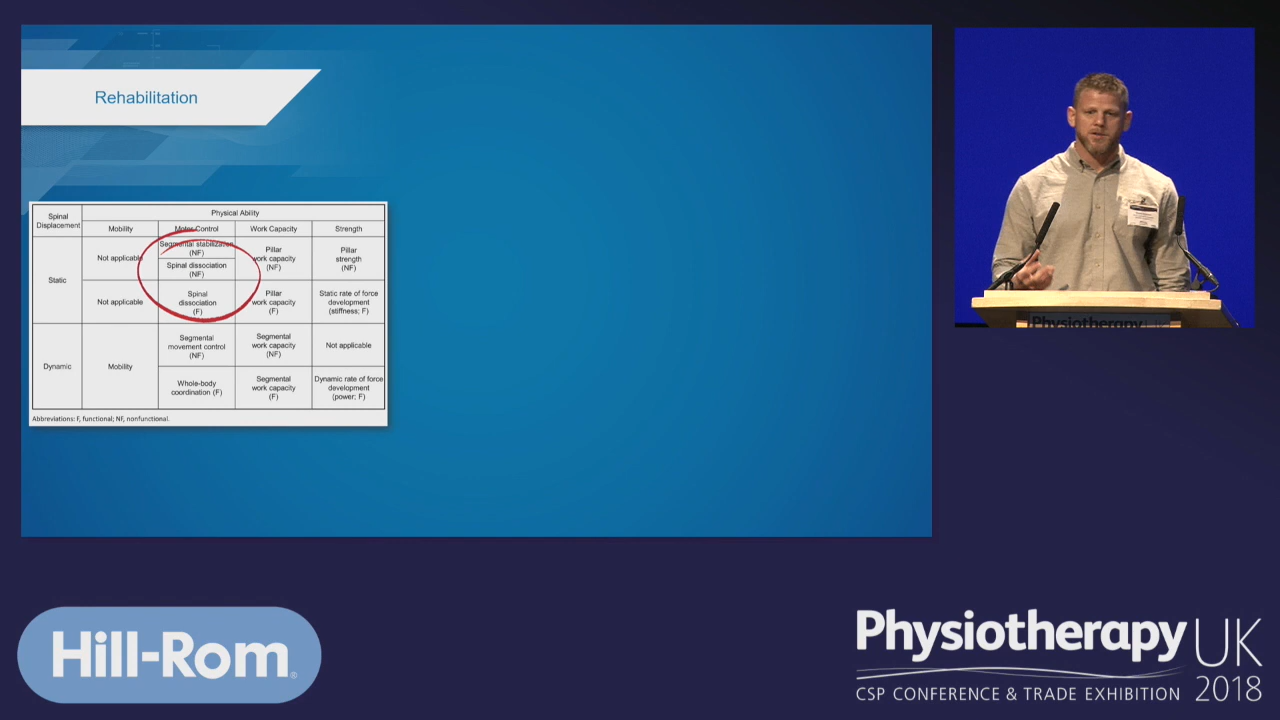 Rehabilitation
Spinal
Displacement
Physical Ability
Mobility
Motor Control
Work Capacity
Strength
Static
Not applicable
Segmental stabilization
(NF)
Spinal dissociation
(NF)
Pillar
work capacity
(NF)
Pillar
strength
(NF)
Not applicable
Spinal
dissociation
(F)
Pillar
work capacity
(F)
Static rate of force
development
(stiffness; F)
Dynamic
Mobility
Segmental
movement control
(NF)
Segmental
work capacity
(NF)
Not applicable
Whole-body
coordination (F)
Segmental
work capacity
(F)
Dynamic rate of force
development
(power; F)
Abbreviations: F, functional; NF, nonfunctional.
Physiotherapy
Hill-Rom®
Physiotherapy UK
CSP CONFERENCE & TRADE EXHIBITION 2018